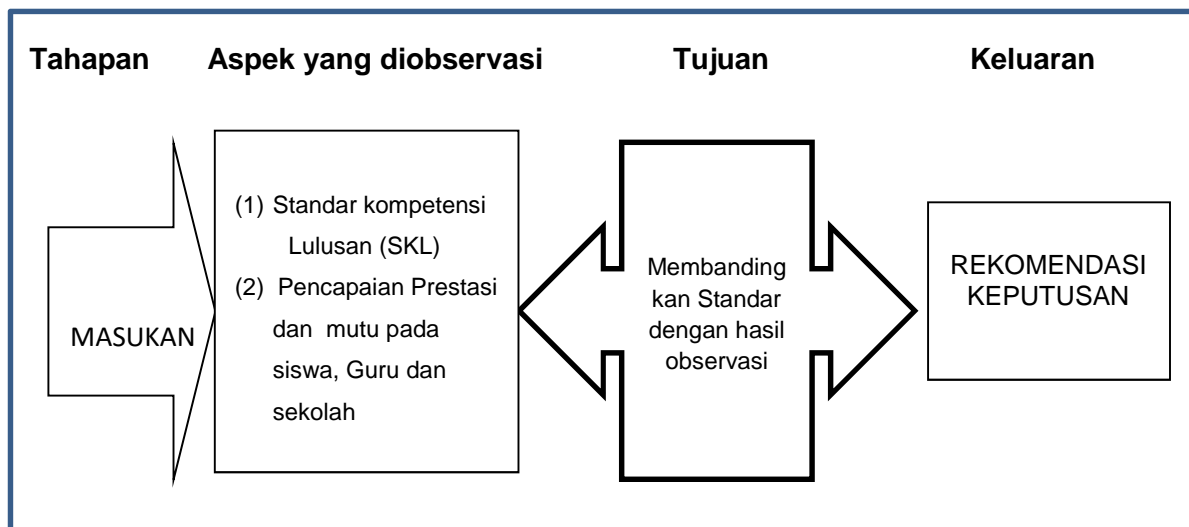 Tahapan
Aspek yang diobservasi
Tujuan
Keluaran
MASUKAN
(1) Standar kompetensi
Lulusan (SKL)
(2) Pencapaian Prestasi
dan mutu pada
siswa, Guru dan
sekolah
Membanding
kan Standar
dengan hasil
observasi
REKOMENDASI
KEPUTUSAN